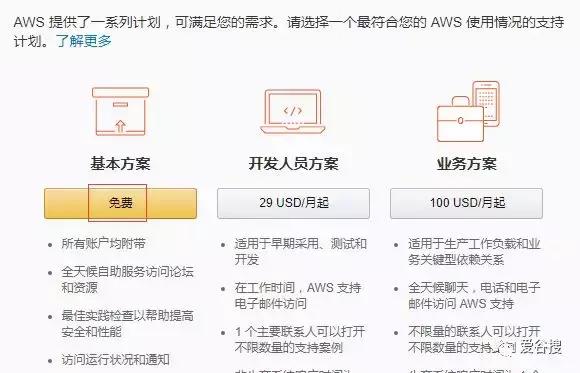 AWS 提供了一系列计划，可满足您的需求。请选择一个最符合您的 AWS 使用情况的支持
计划。了解更多
基本方案
免费
所有账户均附带
全天候自助服务访问论坛
和资源
最佳实践检查以帮助提高
安全和性能
访问运行状况和通知
开发人员方案
29 USD/月起
适用于早期采用、测试和
开发
在工作时间，AWS 支持
电子邮件访问
1 个主要联系人可以打开
不限数量的支持案例
业务方案
100 USD/月起
适用于生产工作负载和业
务关键型依赖关系
全天候聊天，电话和电子
邮件访问 AWS 支持
不限量的联系人可以打开
不限数量的支持
爱谷搜